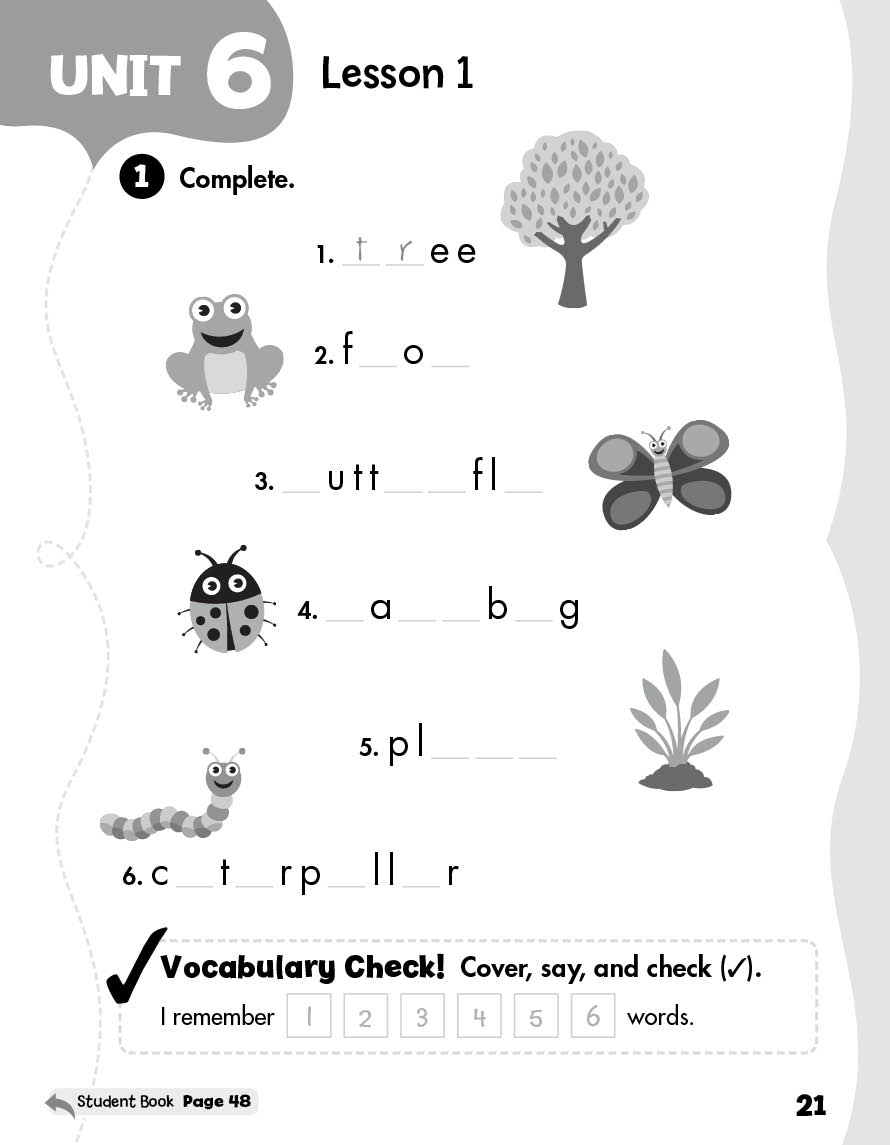 UNIT 6 Lesson 1
1 Complete.
1. t r e e
2. f __ o __
3. __ u t t __ __ f l __
4. __ a __ __ b __ g
5. p l __ __ __
6. c __ t __ r p __ l l __ r
✓ Vocabulary Check! Cover, say, and check (✓).
I remember 1 2 3 4 5 6 words.
Student Book Page 48
21